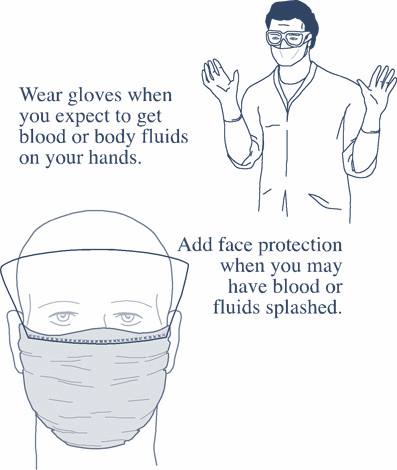 Wear gloves when
you expect to get
blood or body fluids
on your hands.
Add face protection
when you may
have blood or
fluids splashed.